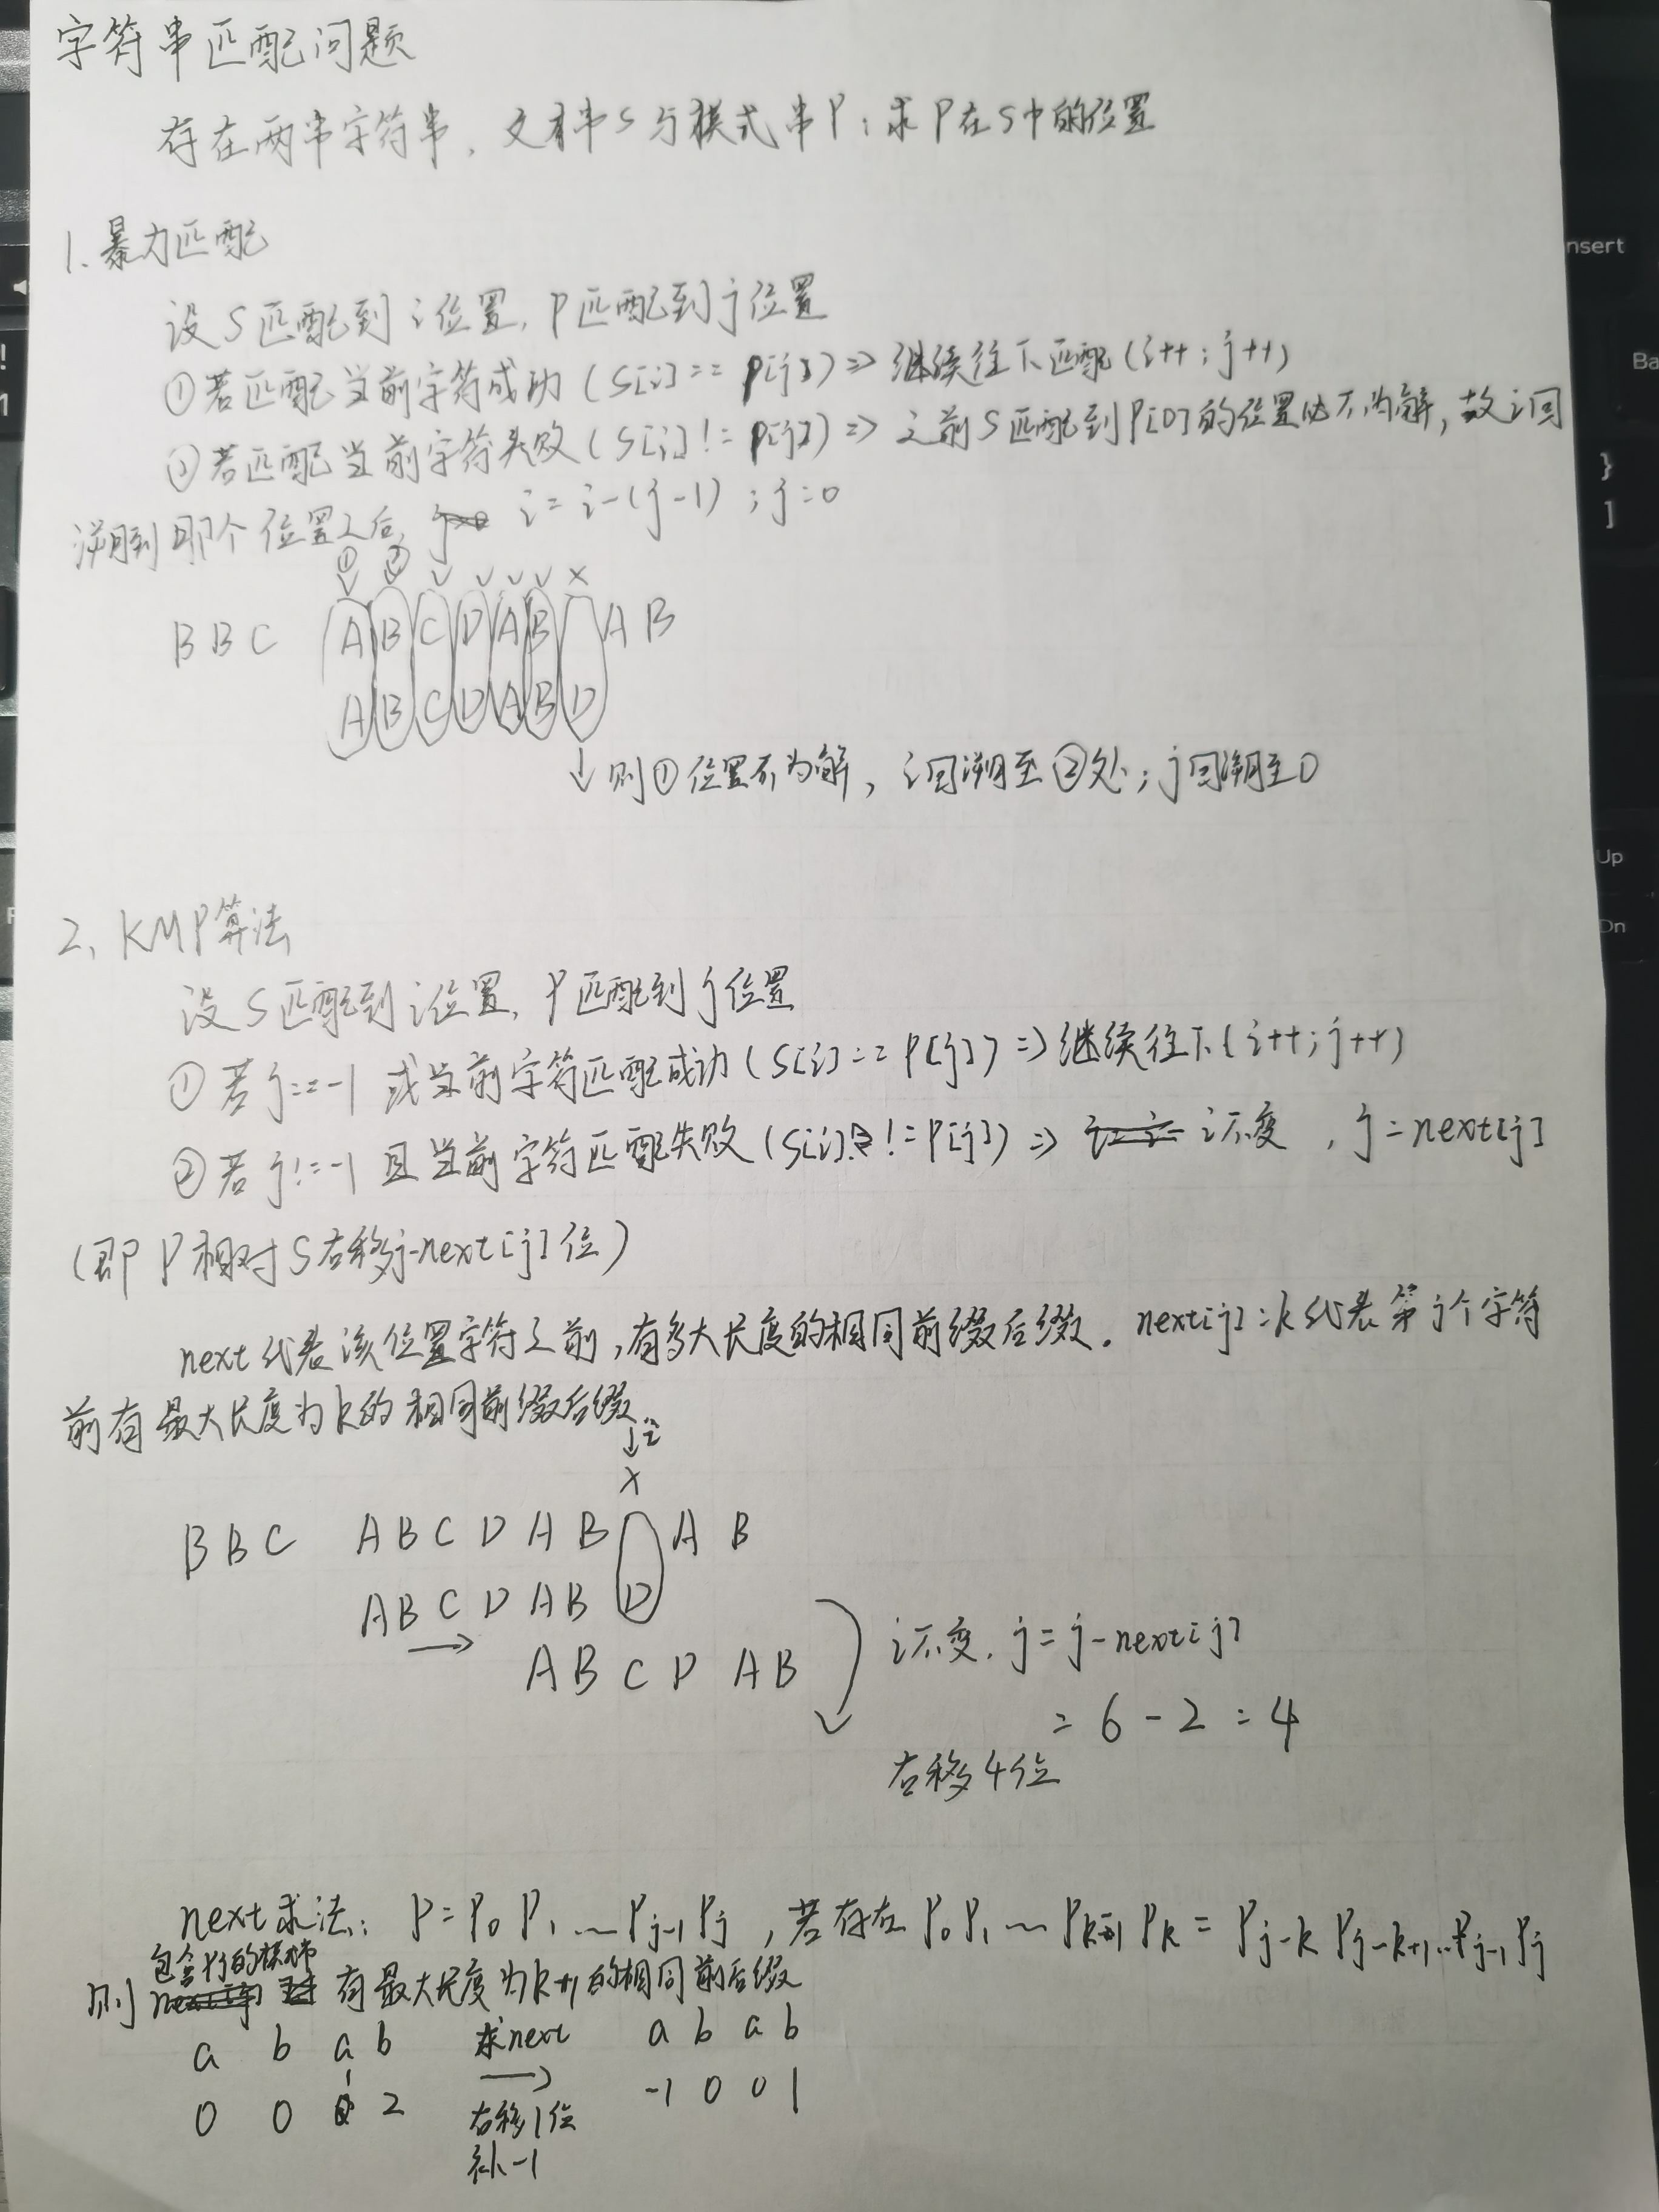 字符串匹配问题
存在两串字符串,文本串S与模式串P;求P在S中的位置
1.暴力匹配
设S匹配到i位置,P匹配到j位置
①若匹配当前字符成功(S[i]==P[j])=>继续往下匹配(i++;j++)
②若匹配当前字符失败(S[i]!=P[j])=>之前S匹配到P[0]的位置必不为解,故i回
溯到那个位置之后, i=i-(j-1);j=0
① ② ✓ ✓ ✓ ✓ ×
B B C A B C D A B A B
A B C D A B D
↓则①位置不为解,i回溯至②处;j回溯至0
2、KMP算法
设S匹配到i位置,P匹配到j位置
①若j==-1或当前字符匹配成功(S[i]==P[j])=>继续往下(i++;j++)
②若j!=-1且当前字符匹配失败(S[i]!=P[j])=> i不变,j=next[j]
(即P相对S右移j-next[j]位)
next代表该位置字符之前,有多大长度的相同前缀后缀.next[j]=k代表第j个字符
前有最大长度为k的相同前缀后缀.
↓i
×
B B C A B C D A B A B
A B C D A B D
→
A B C D A B
i不变.j=j-next[j]
=6-2=4
右移4位
next求法:P=P0 P1...Pj-1 Pj,若存在P0 P1...Pk-1 Pk=Pj-k Pj-k+1...Pj-1 Pj
包含Pj的模串
则 有最大长度为k+1的相同前后缀
a b a b 求next a b a b
→
0 0 1 2 右移1位 -1 0 0 1
补-1